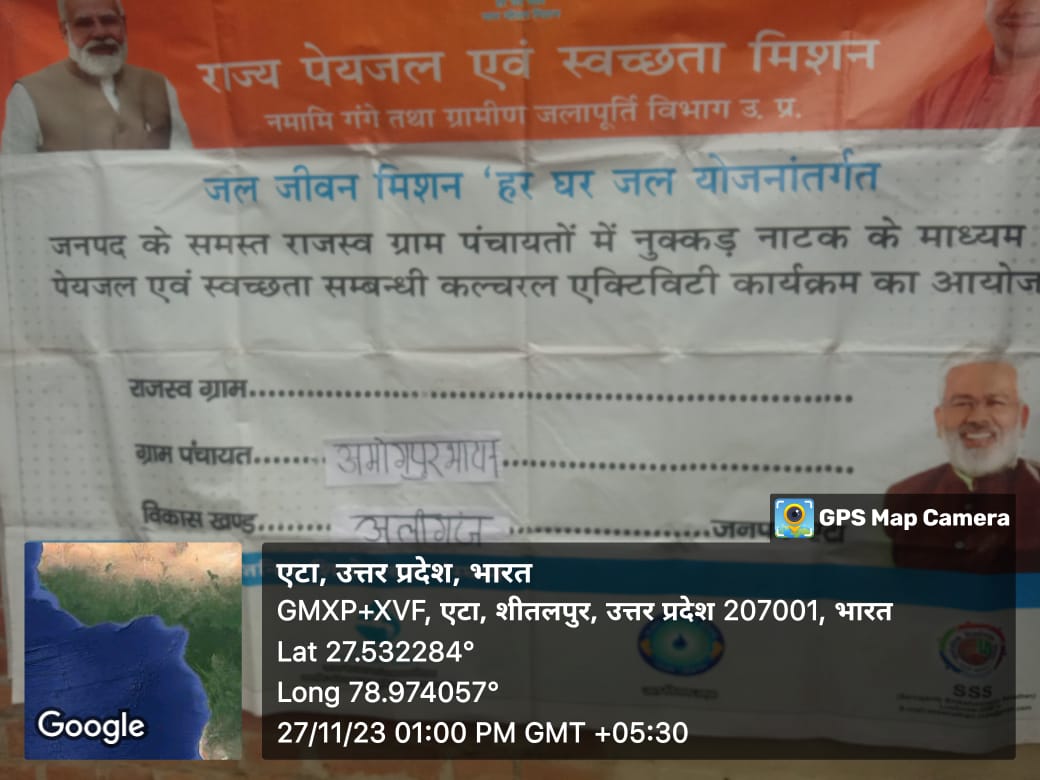 राज्य पेयजल एवं स्वच्छता मिशन
नमामि गंगे तथा ग्रामीण जलापूर्ति विभाग उ. प्र.
जल जीवन मिशन 'हर घर जल योजनांतर्गत
जनपद के समस्त राजस्व ग्राम पंचायतों में नुक्कड़ नाटक के माध्यम
पेयजल एवं स्वच्छता सम्बन्धी कल्चरल एक्टिविटी कार्यक्रम का आयोज
राजस्व ग्राम
ग्राम पंचायत अमोगपुरभाय
विकास खण्ड अलीगंज जनप
GPS Map Camera
एटा, उत्तर प्रदेश, भारत
GMXP+XVF, एटा, शीतलपुर, उत्तर प्रदेश 207001, भारत
Lat 27.532284°
Long 78.974057°
27/11/23 01:00 PM GMT +05:30
Google
SSS